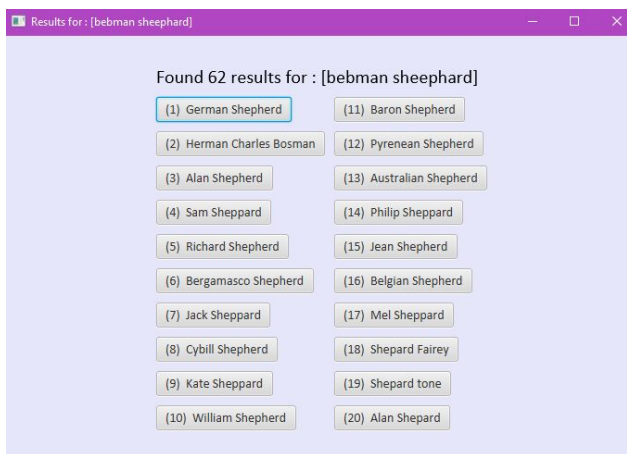 Results for : [bebman sheephard]
Found 62 results for : [bebman sheephard]
(1) German Shepherd
(2) Herman Charles Bosman
(3) Alan Shepherd
(4) Sam Sheppard
(5) Richard Shepherd
(6) Bergamasco Shepherd
(7) Jack Sheppard
(8) Cybill Shepherd
(9) Kate Sheppard
(10) William Shepherd
(11) Baron Shepherd
(12) Pyrenean Shepherd
(13) Australian Shepherd
(14) Philip Sheppard
(15) Jean Shepherd
(16) Belgian Shepherd
(17) Mel Sheppard
(18) Shepard Fairey
(19) Shepard tone
(20) Alan Shepard